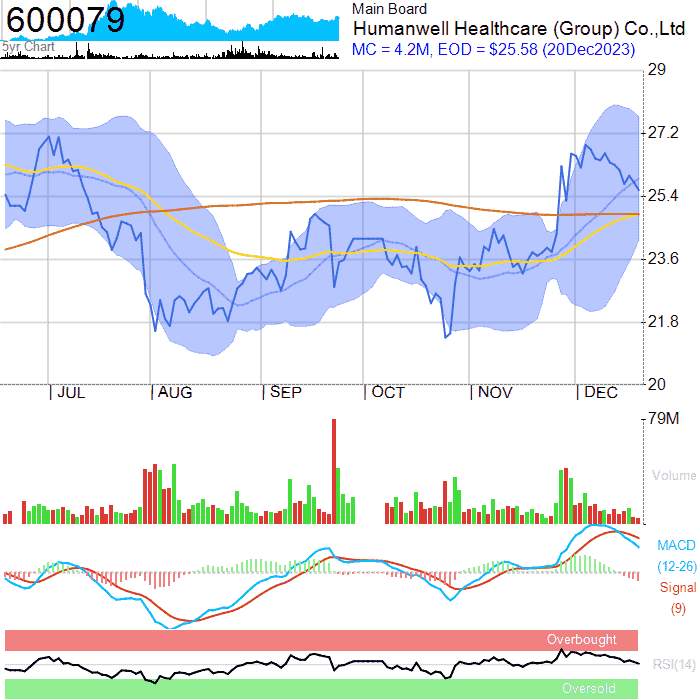 600079
5yr Chart
Main Board
Humanwell Healthcare (Group) Co.,Ltd
MC = 4.2M, EOD = $25.58 (20Dec2023)
29
27.2
25.4
23.6
21.8
20
| JUL | AUG | SEP | OCT | NOV | DEC
79M
Volume
MACD
(12-26)
Signal
(9)
Overbought
RSI(14)
Oversold